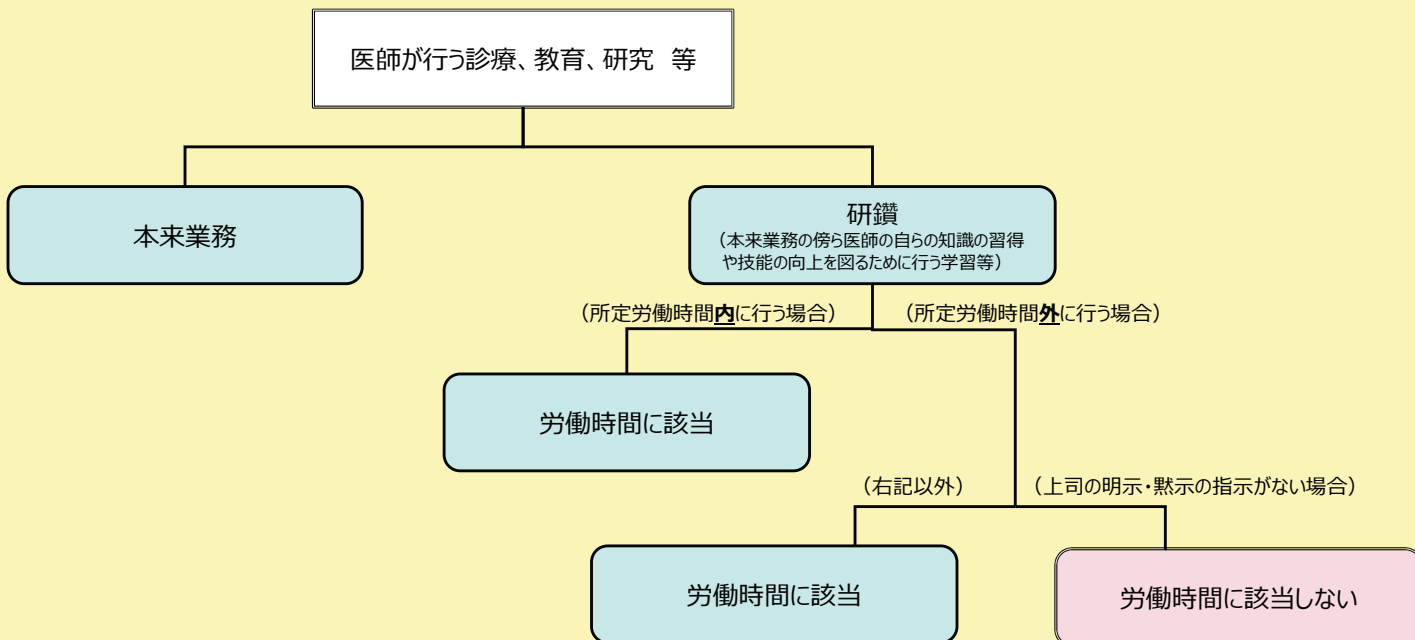 医師が行う診療、教育、研究　等
本来業務
研鑽
（本来業務の傍ら医師の自らの知識の習得
や技能の向上を図るために行う学習等）
（所定労働時間内に行う場合）
（所定労働時間外に行う場合）
労働時間に該当
（右記以外）
（上司の明示・黙示の指示がない場合）
労働時間に該当
労働時間に該当しない